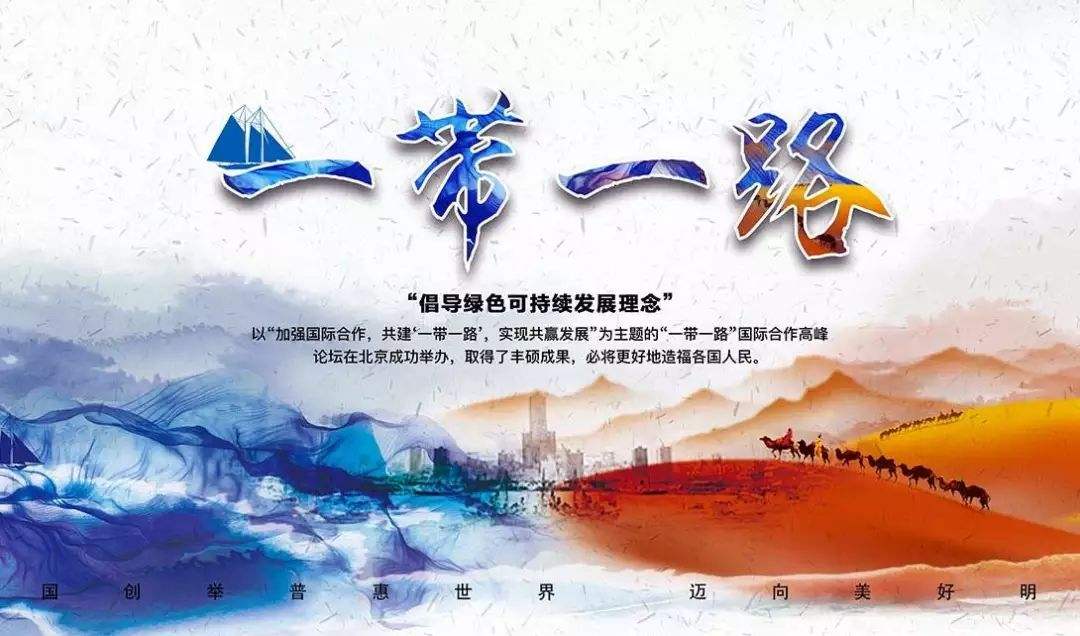 一带一路
“倡导绿色可持续发展理念”
以“加强国际合作，共建‘一带一路’，实现共赢发展”为主题的“一带一路”国际合作高峰
论坛在北京成功举办，取得了丰硕成果，必将更好地造福各国人民。
国创举普惠世界 迈向美好明